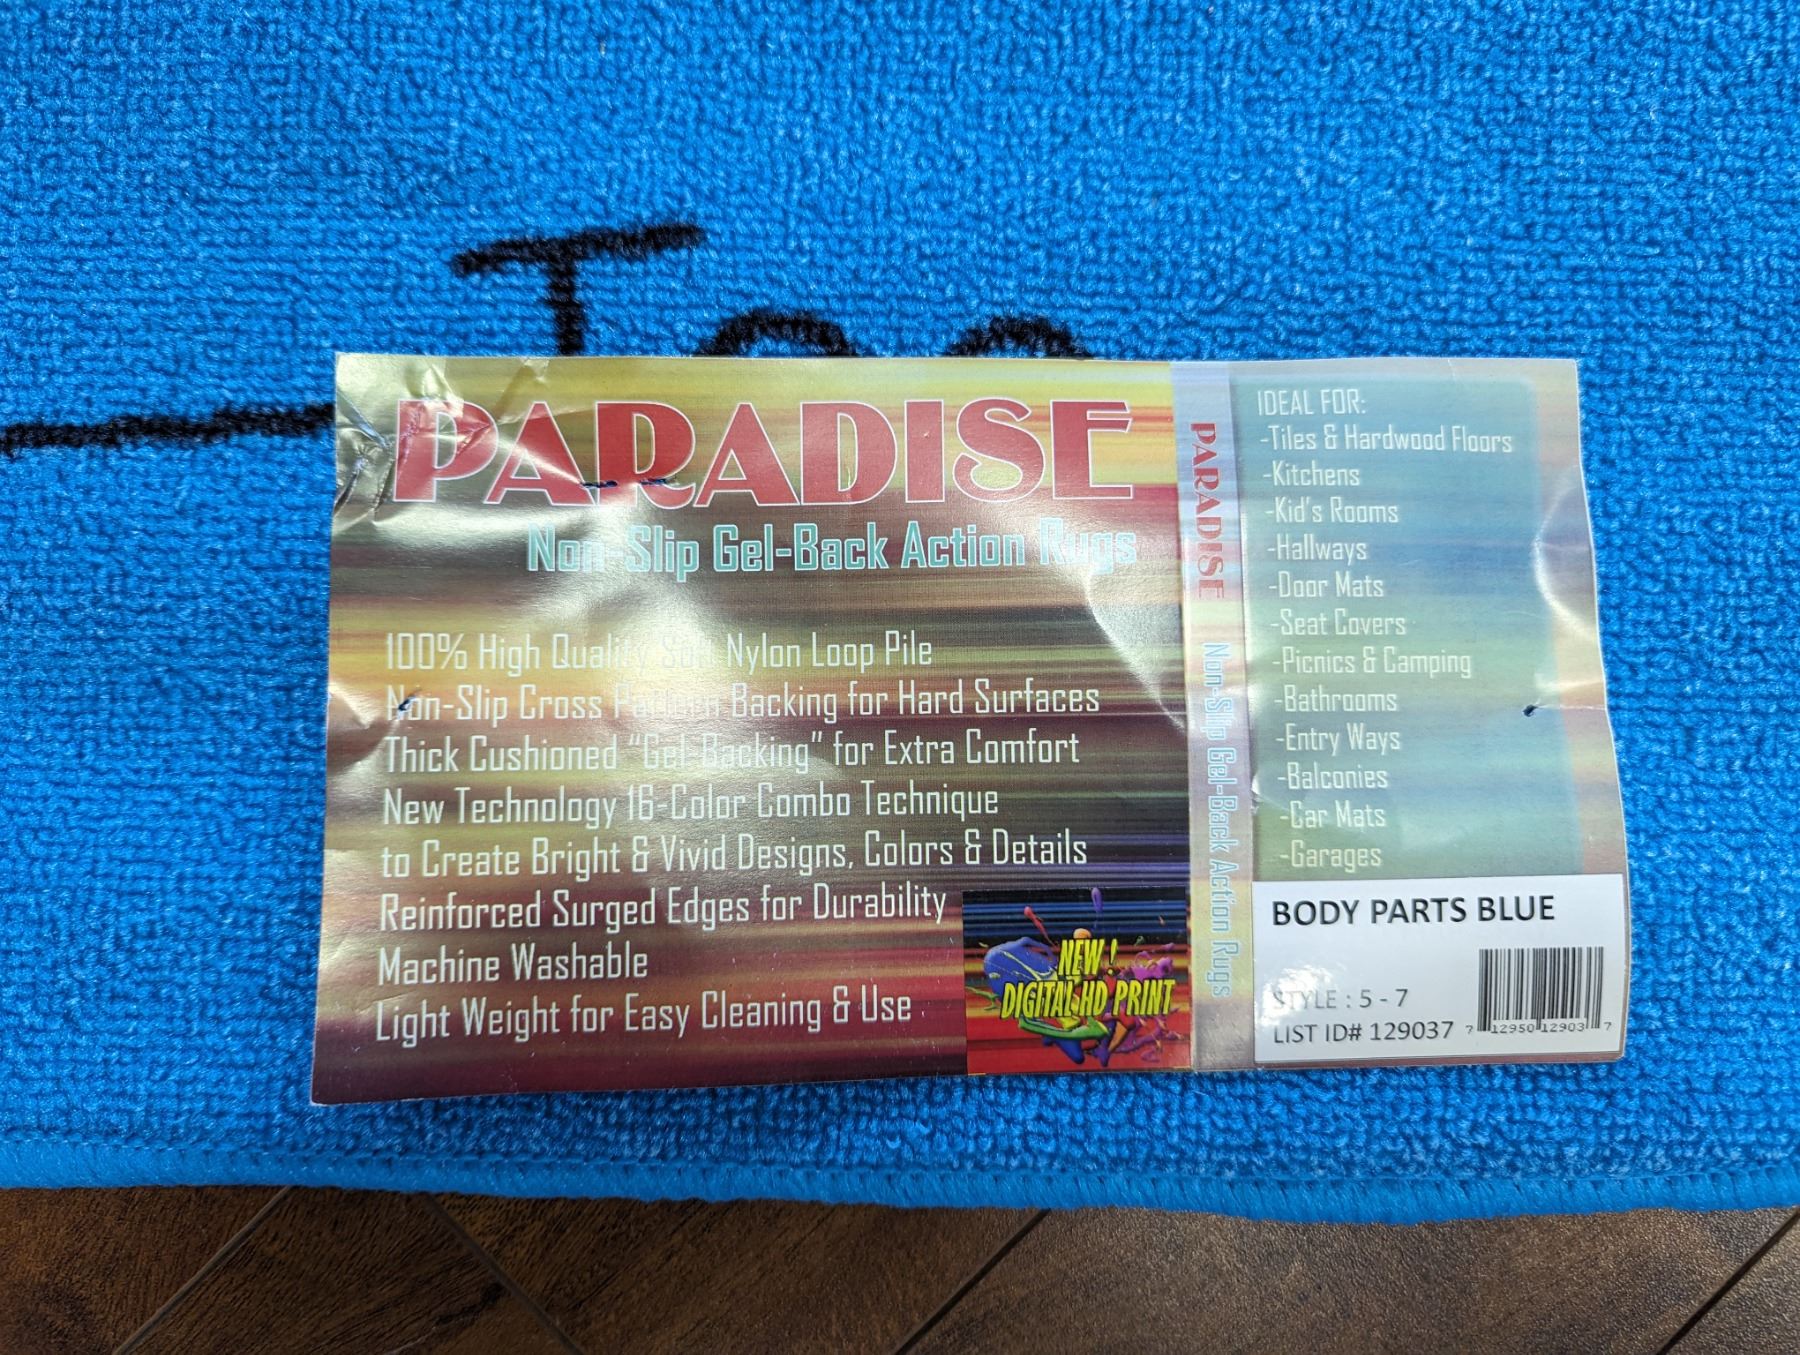 Too
PARADISE
Non-Slip Gel-Back Action Rugs
100% High Quality Soft Nylon Loop Pile
Non-Slip Cross Pattern Backing for Hard Surfaces
Thick Cushioned “Gel-Backing” for Extra Comfort
New Technology 16-Color Combo Technique
to Create Bright & Vivid Designs, Colors & Details
Reinforced Surged Edges for Durability
Machine Washable
Light Weight for Easy Cleaning & Use
NEW !
DIGITAL HD PRINT
PARADISE Non-Slip Gel-Back Action Rugs
IDEAL FOR:
-Tiles & Hardwood Floors
-Kitchens
-Kid's Rooms
-Hallways
-Door Mats
-Seat Covers
-Picnics & Camping
-Bathrooms
-Entry Ways
-Balconies
-Car Mats
-Garages
BODY PARTS BLUE
STYLE : 5 - 7
LIST ID# 129037
7 12950 12903 7